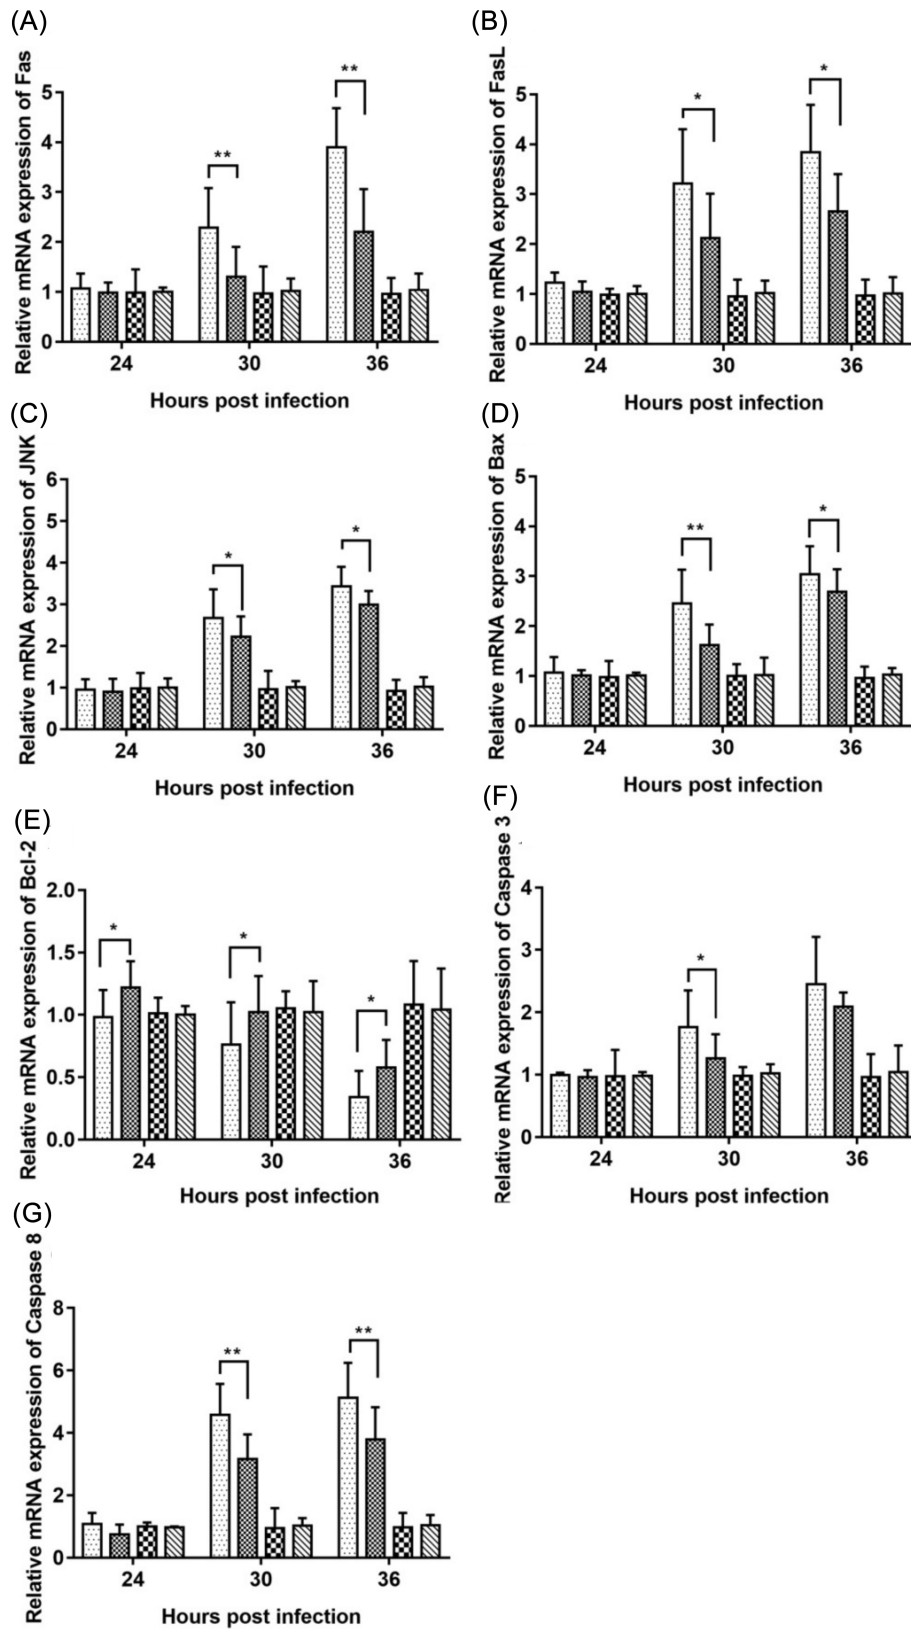 (A)
Relative mRNA expression of Fas
5
4
3
2
1
0
**
**
24 30 36
Hours post infection
(B)
Relative mRNA expression of FasL
5
4
3
2
1
0
*
*
24 30 36
Hours post infection
(C)
Relative mRNA expression of JNK
6
5
4
3
2
1
0
*
*
24 30 36
Hours post infection
(D)
Relative mRNA expression of Bax
5
4
3
2
1
0
**
*
24 30 36
Hours post infection
(E)
Relative mRNA expression of Bcl-2
2.0
1.5
1.0
0.5
0.0
*
*
*
24 30 36
Hours post infection
(F)
Relative mRNA expression of Caspase 3
4
3
2
1
0
*
24 30 36
Hours post infection
(G)
Relative mRNA expression of Caspase 8
8
6
4
2
0
**
**
24 30 36
Hours post infection